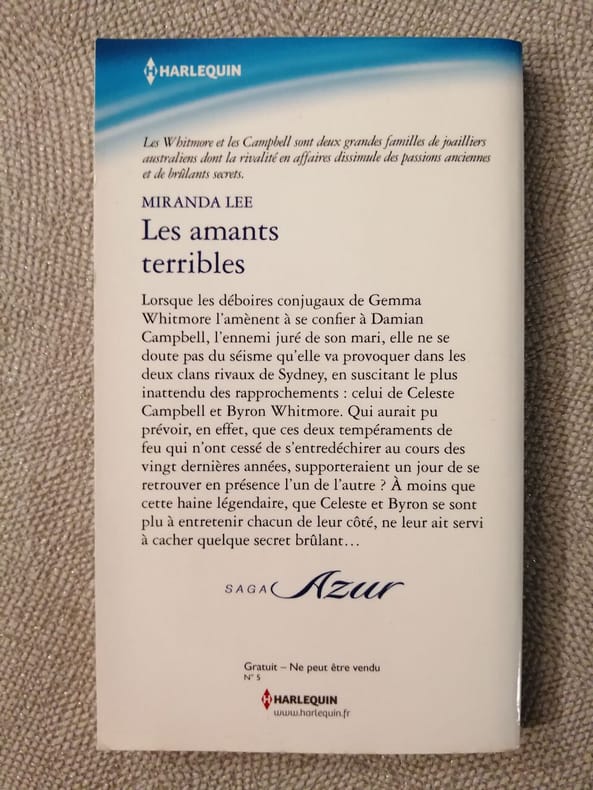 HARLEQUIN
Les Whitmore et les Campbell sont deux grandes familles de joailliers
australiens dont la rivalité en affaires dissimule des passions anciennes
et de brûlants secrets.
MIRANDA LEE
Les amants
terribles
Lorsque les déboires conjugaux de Gemma
Whitmore l'amènent à se confier à Damian
Campbell, l'ennemi juré de son mari, elle ne se
doute pas du séisme qu'elle va provoquer dans les
deux clans rivaux de Sydney, en suscitant le plus
inattendu des rapprochements : celui de Celeste
Campbell et Byron Whitmore. Qui aurait pu
prévoir, en effet, que ces deux tempéraments de
feu qui n'ont cessé de s'entredéchirer au cours des
vingt dernières années, supporteraient un jour de se
retrouver en présence l'un de l'autre ? À moins que
cette haine légendaire, que Celeste et Byron se sont
plu à entretenir chacun de leur côté, ne leur ait servi
à cacher quelque secret brûlant…
SAGA Azur
Gratuit – Ne peut être vendu
N° 5
HARLEQUIN
www.harlequin.fr